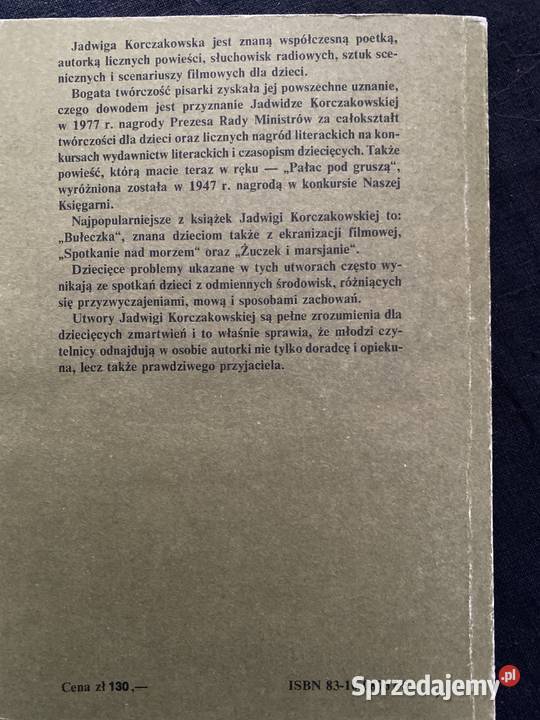 Jadwiga Korczakowska jest znaną współczesną poetką,
autorką licznych powieści, słuchowisk radiowych, sztuk sce-
nicznych i scenariuszy filmowych dla dzieci.
Bogata twórczość pisarki zyskała jej powszechne uznanie,
czego dowodem jest przyznanie Jadwidze Korczakowskiej
w 1977 r. nagrody Prezesa Rady Ministrów za całokształt
twórczości dla dzieci oraz licznych nagród literackich na kon-
kursach wydawnictw literackich i czasopism dziecięcych. Także
powieść, którą macie teraz w ręku — „Pałac pod gruszą”,
wyróżniona została w 1947 r. nagrodą w konkursie Naszej
Księgarni.
Najpopularniejsze z książek Jadwigi Korczakowskiej to:
„Bułeczka”, znana dzieciom także z ekranizacji filmowej,
„Spotkanie nad morzem” oraz „Żuczek i marsjanie”.
Dziecięce problemy ukazane w tych utworach często wy-
nikają ze spotkań dzieci z odmiennych środowisk, różniących
się przyzwyczajeniami, mową i sposobami zachowań.
Utwory Jadwigi Korczakowskiej są pełne zrozumienia dla
dziecięcych zmartwień i to właśnie sprawia, że młodzi czy-
telnicy odnajdują w osobie autorki nie tylko doradcę i opieku-
na, lecz także prawdziwego przyjaciela.
Cena zł 130,—
ISBN 83-1
Sprzedajemy.pl